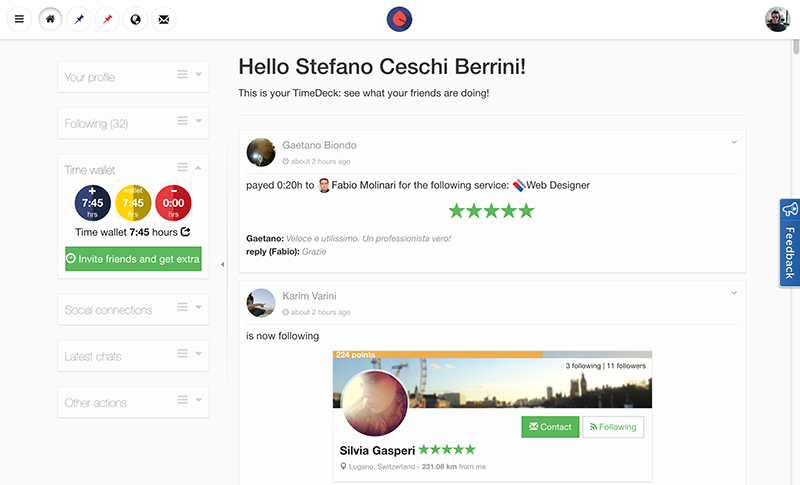 Hello Stefano Ceschi Berrini!
This is your TimeDeck: see what your friends are doing!
Your profile
Following (32)
Time wallet
+
7:45
hrs
wallet
7:45
hrs
-
0:00
hrs
Time wallet 7:45 hours
Invite friends and get extra
Social connections
Latest chats
Other actions
Gaetano Biondo
about 2 hours ago
payed 0:20h to Fabio Molinari for the following service: Web Designer
Gaetano: Veloce e utilissimo. Un professionista vero!
reply (Fabio): Grazie
Karim Varini
about 2 hours ago
is now following
224 points
3 following | 11 followers
Contact
Following
Silvia Gasperi
Lugano, Switzerland - 231.08 km from me
Feedback